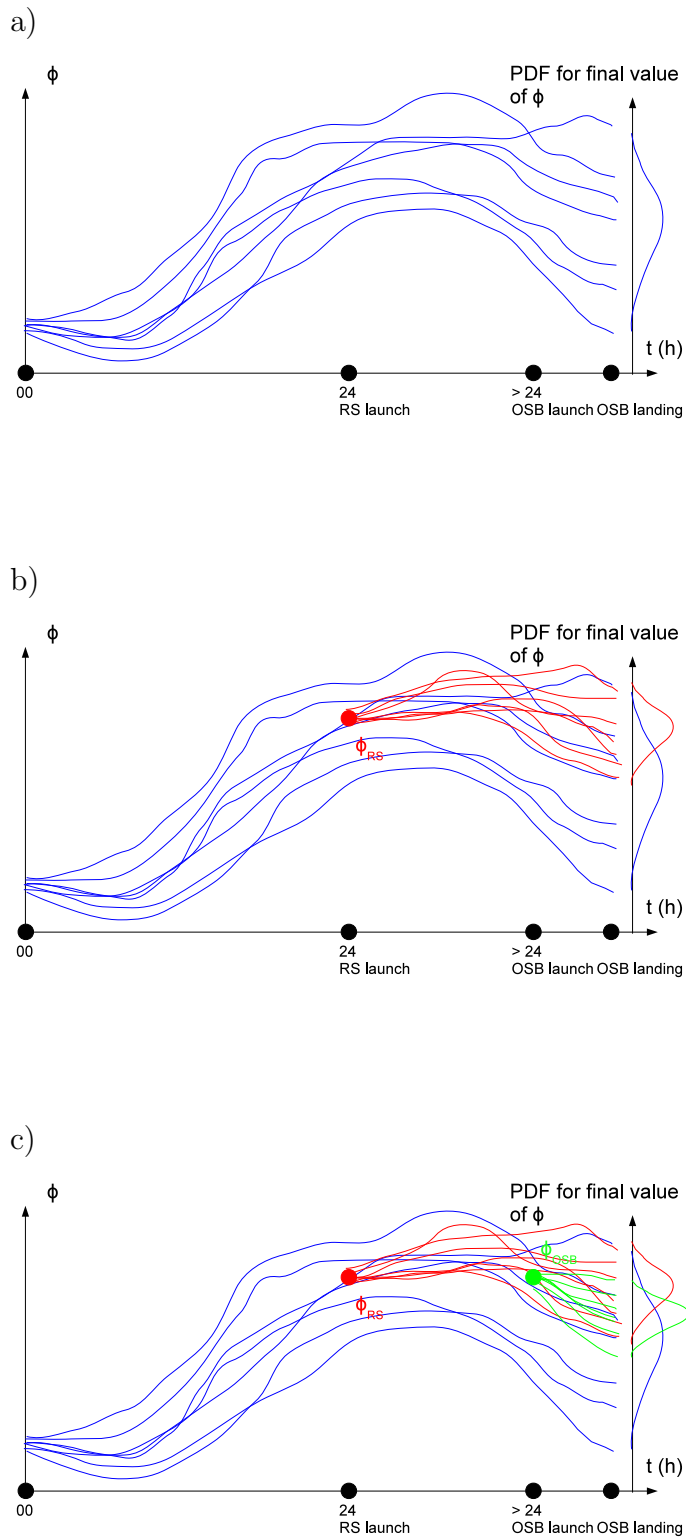 a)
ϕ
PDF for final value
of ϕ
t (h)
00
24
> 24
RS launch
OSB launch
OSB landing
b)
ϕ
PDF for final value
of ϕ
ϕRS
t (h)
00
24
> 24
RS launch
OSB launch
OSB landing
c)
ϕ
PDF for final value
of ϕ
ϕOSB
ϕRS
t (h)
00
24
> 24
RS launch
OSB launch
OSB landing